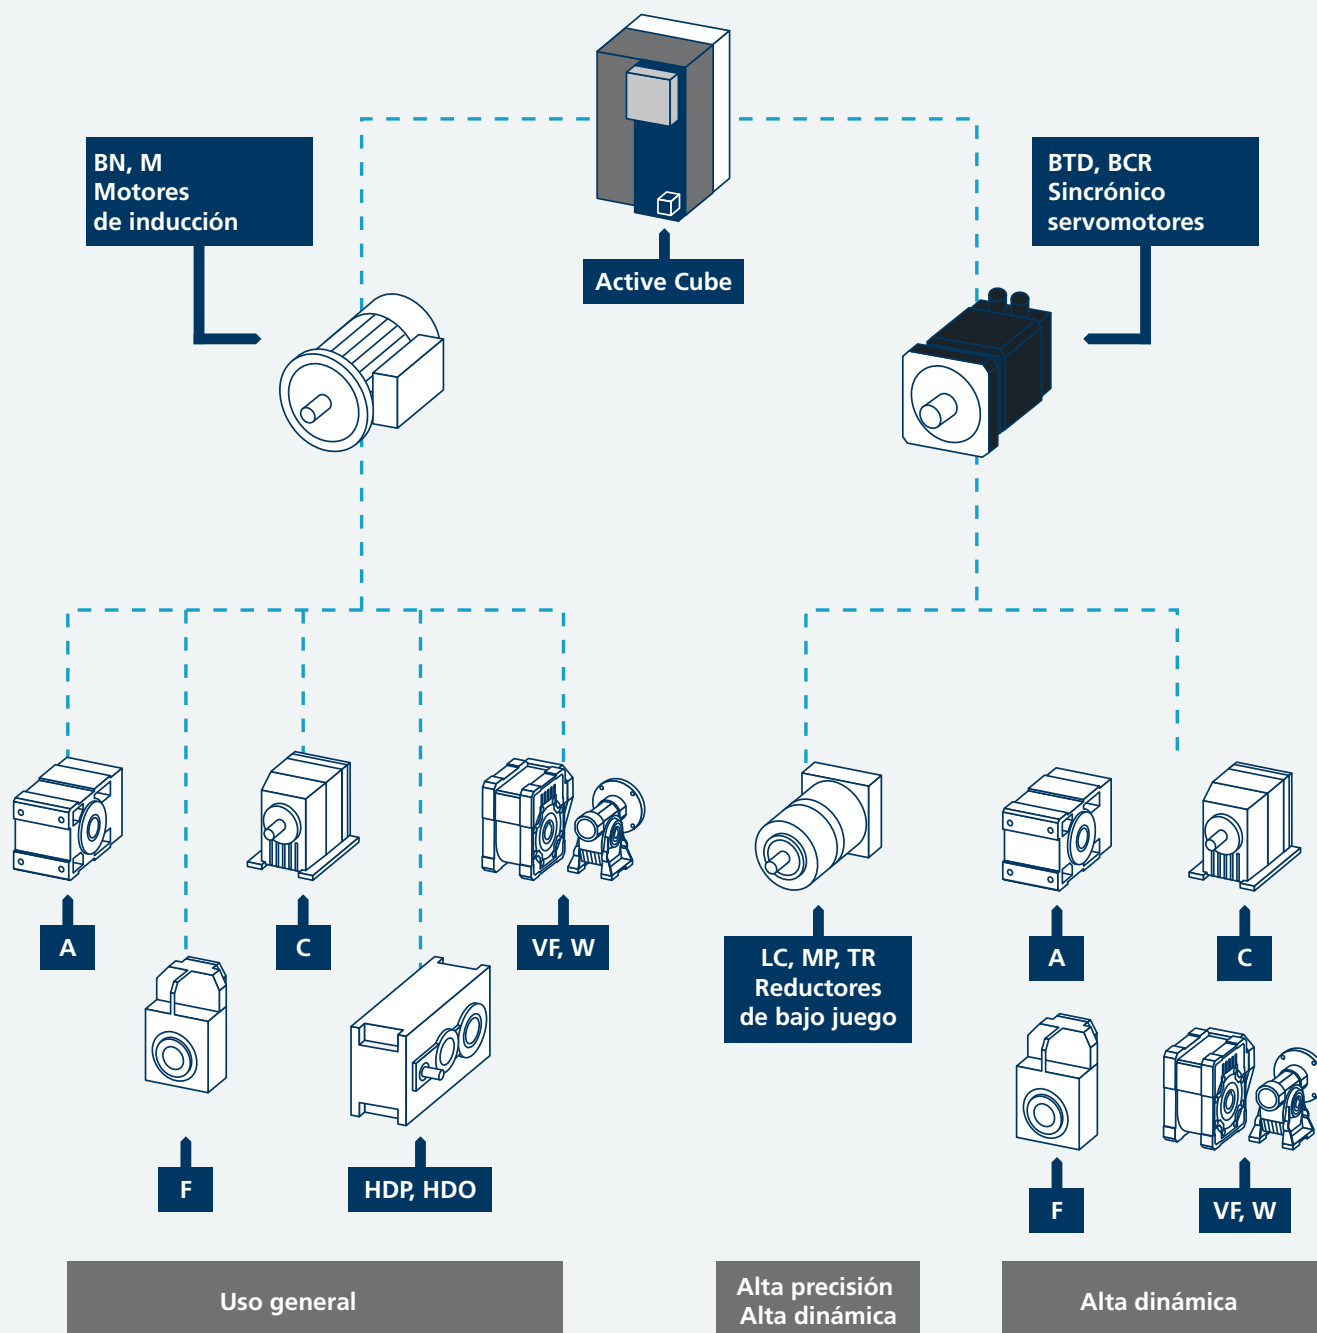 BN, M
Motores
de inducción
Active Cube
BTD, BCR
Sincrónico
servomotores
A
C
VF, W
F
HDP, HDO
LC, MP, TR
Reductores
de bajo juego
A
C
F
VF, W
Uso general
Alta precisión
Alta dinámica
Alta dinámica